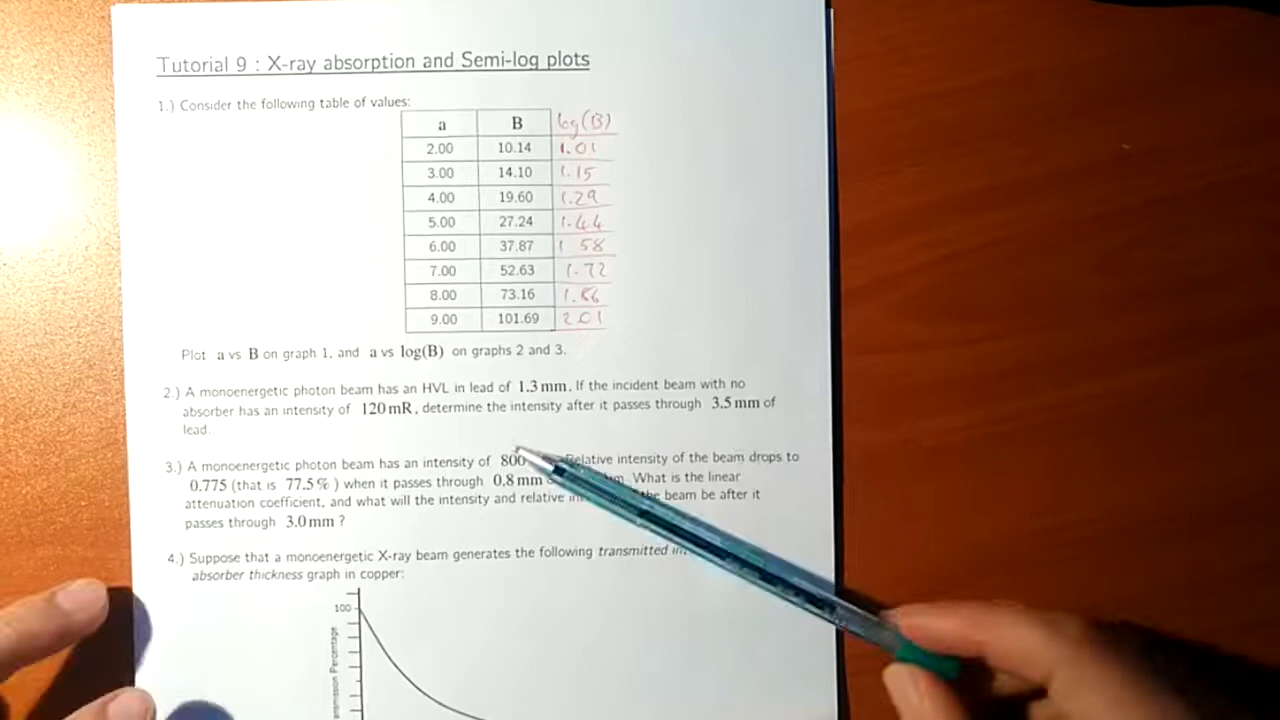 Tutorial 9 : X-ray absorption and Semi-log plots
1.) Consider the following table of values:
a B log(B)
2.00 10.14 1.01
3.00 14.10 1.15
4.00 19.60 1.29
5.00 27.24 1.44
6.00 37.87 1 58
7.00 52.63 1.72
8.00 73.16 1.86
9.00 101.69 2 01
Plot a vs B on graph 1, and a vs log(B) on graphs 2 and 3.
2.) A monoenergetic photon beam has an HVL in lead of 1.3 mm. If the incident beam with no
absorber has an intensity of 120 mR, determine the intensity after it passes through 3.5 mm of
lead.
3.) A monoenergetic photon beam has an intensity of 800 Relative intensity of the beam drops to
0.775 (that is 77.5 % ) when it passes through 0.8 mm What is the linear
attenuation coefficient, and what will the intensity and relative the beam be after it
passes through 3.0 mm ?
4.) Suppose that a monoenergetic X-ray beam generates the following transmitted
absorber thickness graph in copper:
100
Percentage